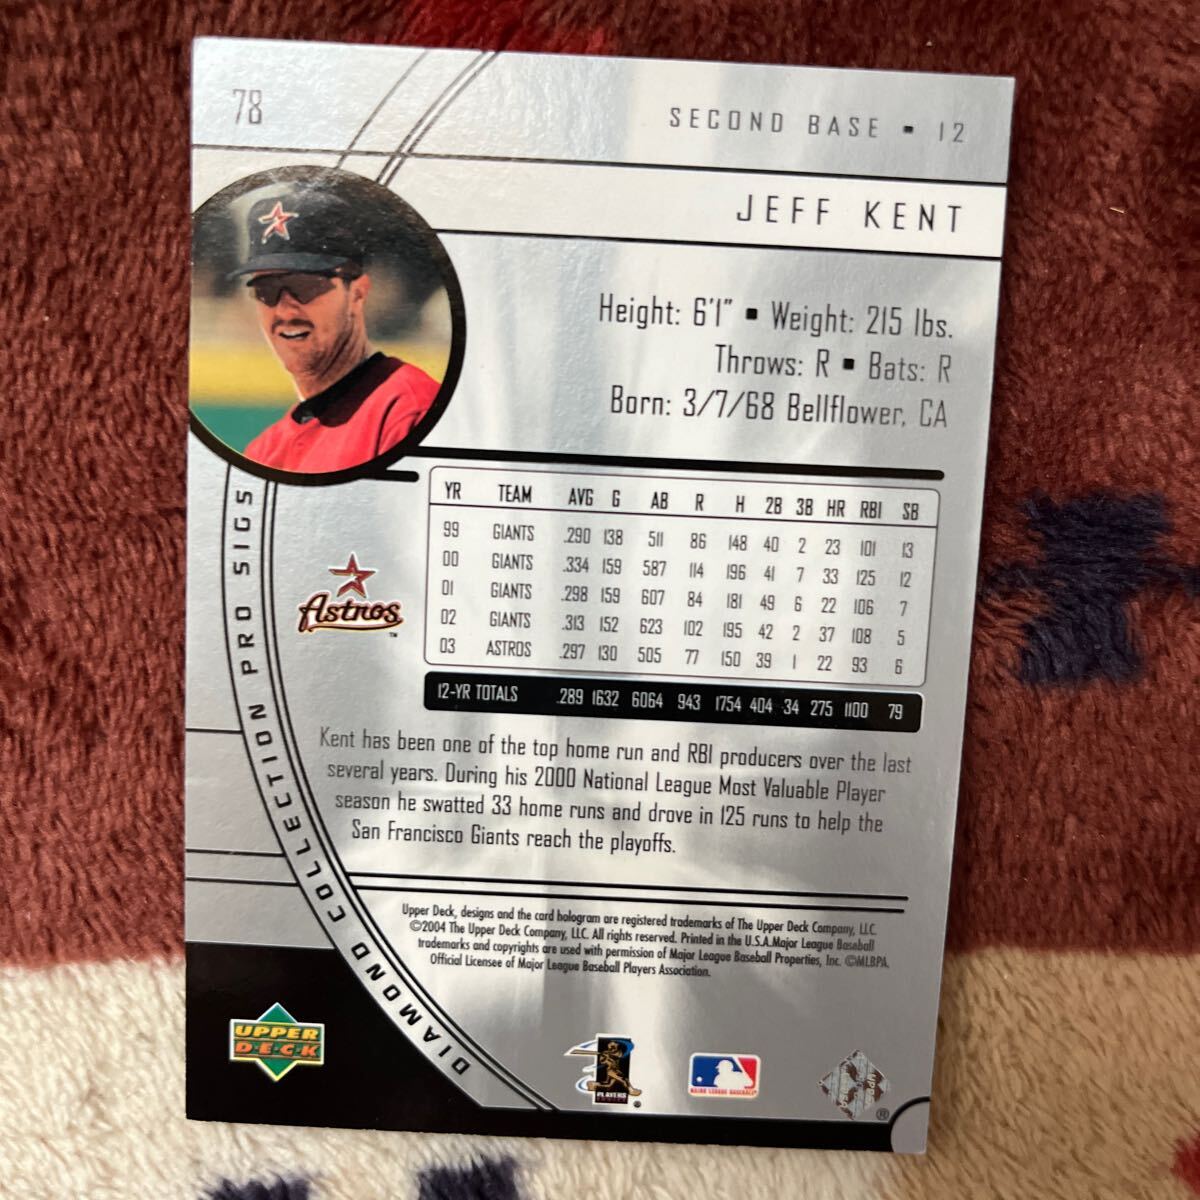 78
SECOND BASE ▪ 12
JEFF KENT
Height: 6'1" ▪ Weight: 215 lbs.
Throws: R ▪ Bats: R
Born: 3/7/68 Bellflower, CA
YR TEAM AVG G AB R H 2B 3B HR RBI SB
99 GIANTS .290 138 511 86 148 40 2 23 101 13
00 GIANTS .334 159 587 114 196 41 7 33 125 12
01 GIANTS .298 159 607 84 181 49 6 22 106 7
02 GIANTS .313 152 623 102 195 42 2 37 108 5
03 ASTROS .297 130 505 77 150 39 1 22 93 6
12-YR TOTALS .289 1632 6064 943 1754 404 34 275 1100 79
Astros™
DIAMOND COLLECTION PRO SIGS
Kent has been one of the top home run and RBI producers over the last
several years. During his 2000 National League Most Valuable Player
season he swatted 33 home runs and drove in 125 runs to help the
San Francisco Giants reach the playoffs.
Upper Deck, designs and the card hologram are registered trademarks of The Upper Deck Company, LLC.
©2004 The Upper Deck Company, LLC. All rights reserved. Printed in the U.S.A.Major League Baseball
trademarks and copyrights are used with permission of Major League Baseball Properties, Inc. ©MLBPA.
Official Licensee of Major League Baseball Players Association.
UPPER
DECK
PLAYERS
CHOICE
®
MAJOR LEAGUE BASEBALL
®